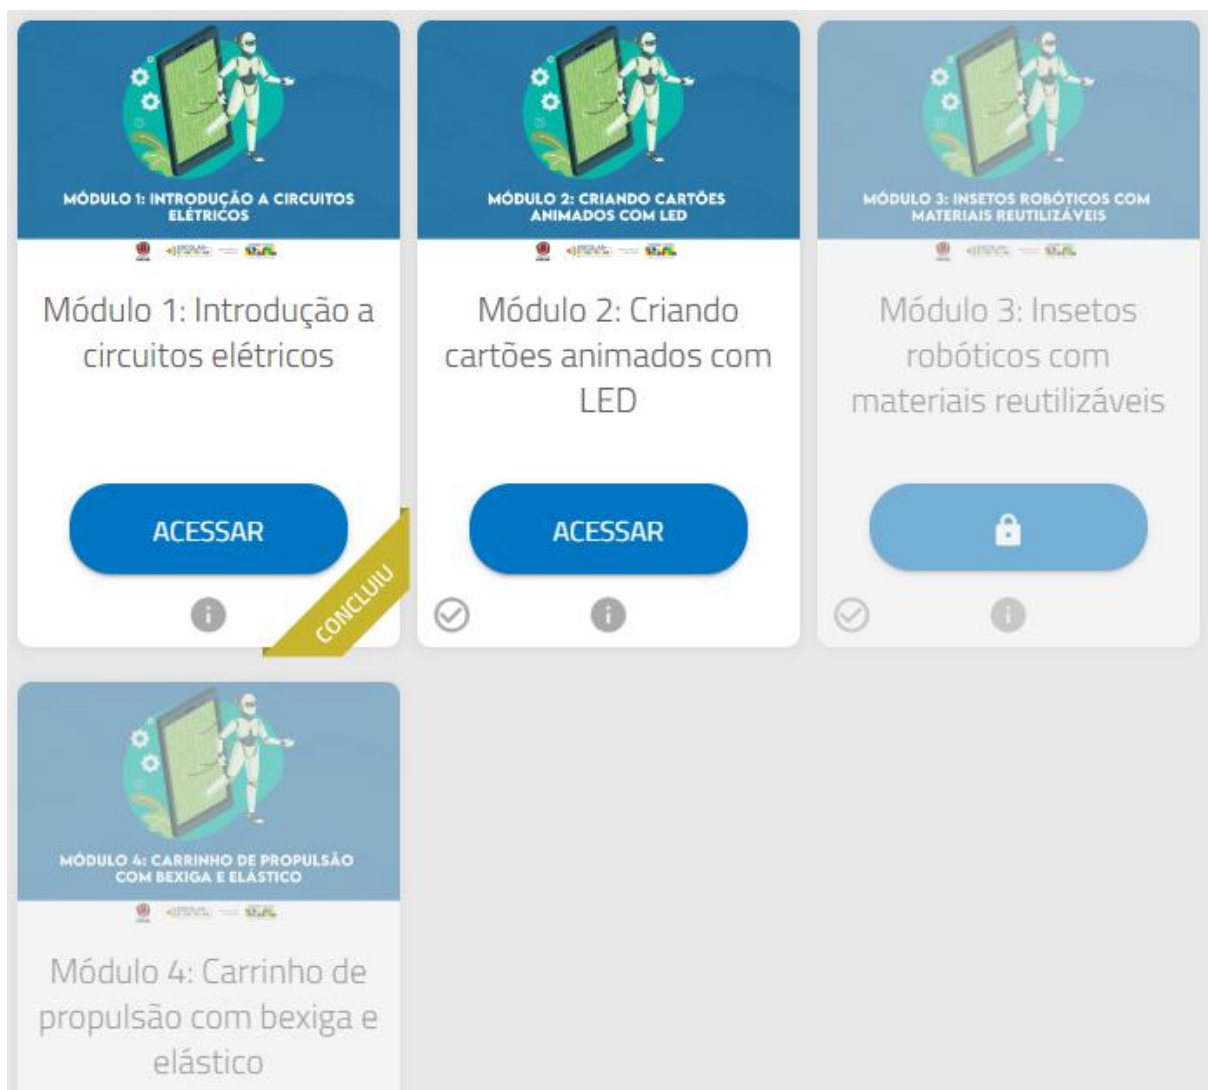 MÓDULO 1: INTRODUÇÃO A CIRCUITOS
ELÉTRICOS
Módulo 1: Introdução a
circuitos elétricos
ACESSAR
CONCLUIU
MÓDULO 2: CRIANDO CARTÕES
ANIMADOS COM LED
Módulo 2: Criando
cartões animados com
LED
ACESSAR
MÓDULO 3: INSETOS ROBÓTICOS COM
MATERIAIS REUTILIZÁVEIS
Módulo 3: Insetos
robóticos com
materiais reutilizáveis
MÓDULO 4: CARRINHO DE PROPULSÃO
COM BEXIGA E ELÁSTICO
Módulo 4: Carrinho de
propulsão com bexiga e
elástico